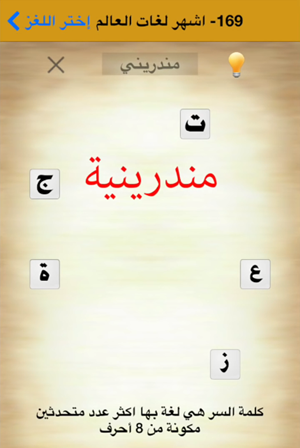 169- اشهر لغات العالم إختر اللغز
مندريني
ت
مندرينية
ج
ة
ع
ز
كلمة السر هي لغة بها اكثر عدد متحدثين
مكونة من 8 أحرف